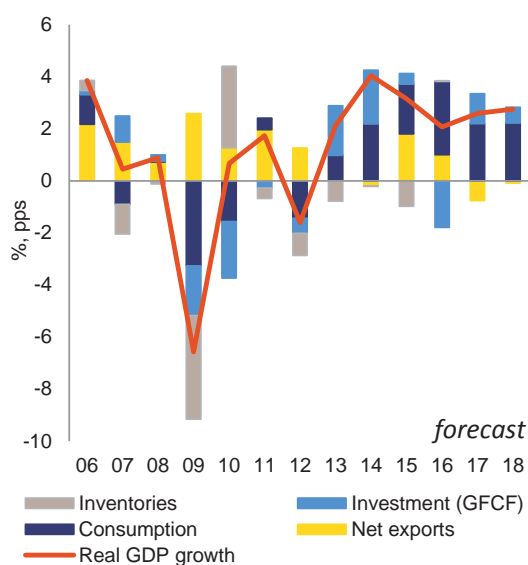 6
4
2
0
-2
-4
-6
-8
-10
%, pps
forecast
06 07 08 09 10 11 12 13 14 15 16 17 18
Inventories Investment (GFCF)
Consumption Net exports
Real GDP growth